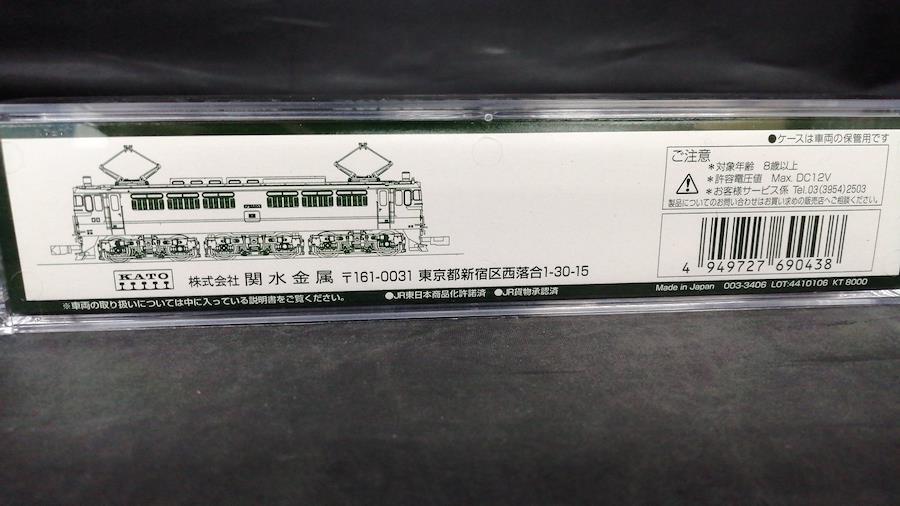 ●ケースは車両の保管用です
ご注意
＊対象年齢　8歳以上
＊許容電圧値　Max. DC12V
＊お客様サービス係 Tel.03(3954)2503
製品についてのお問い合わせはお買い求めの販売店へご相談ください。
4 949727 690438
Made in Japan 003-3406 LOT:4410106 KT 8000
KATO
株式会社 関水金属 〒161-0031 東京都新宿区西落合1-30-15
※車両の取り扱いについては中に入っている説明書をご覧ください。 ●JR東日本商品化許諾済 ●JR貨物承認済